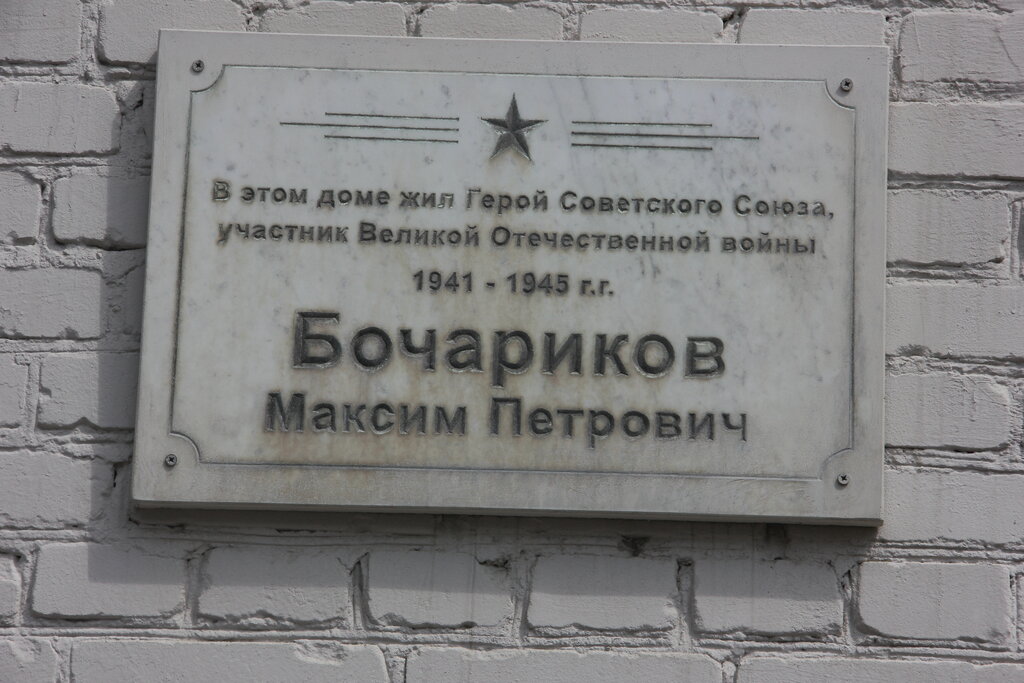 В этом доме жил Герой Советского Союза,
участник Великой Отечественной войны
1941 - 1945 г.г.
Бочариков
Максим Петрович